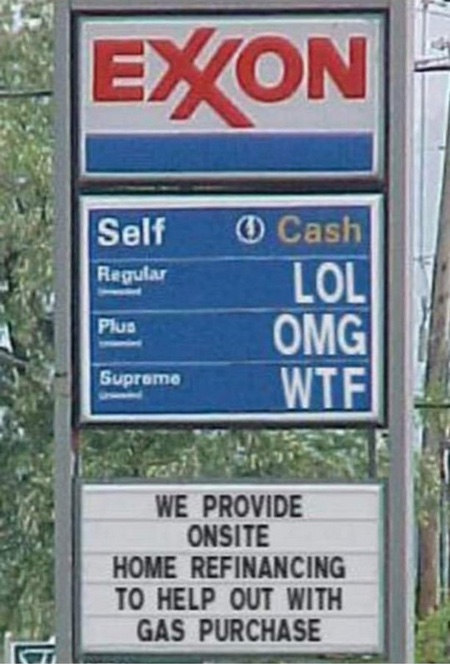 EXXON
Self Cash
Regular LOL
Plus OMG
Supreme WTF
WE PROVIDE
ONSITE
HOME REFINANCING
TO HELP OUT WITH
GAS PURCHASE